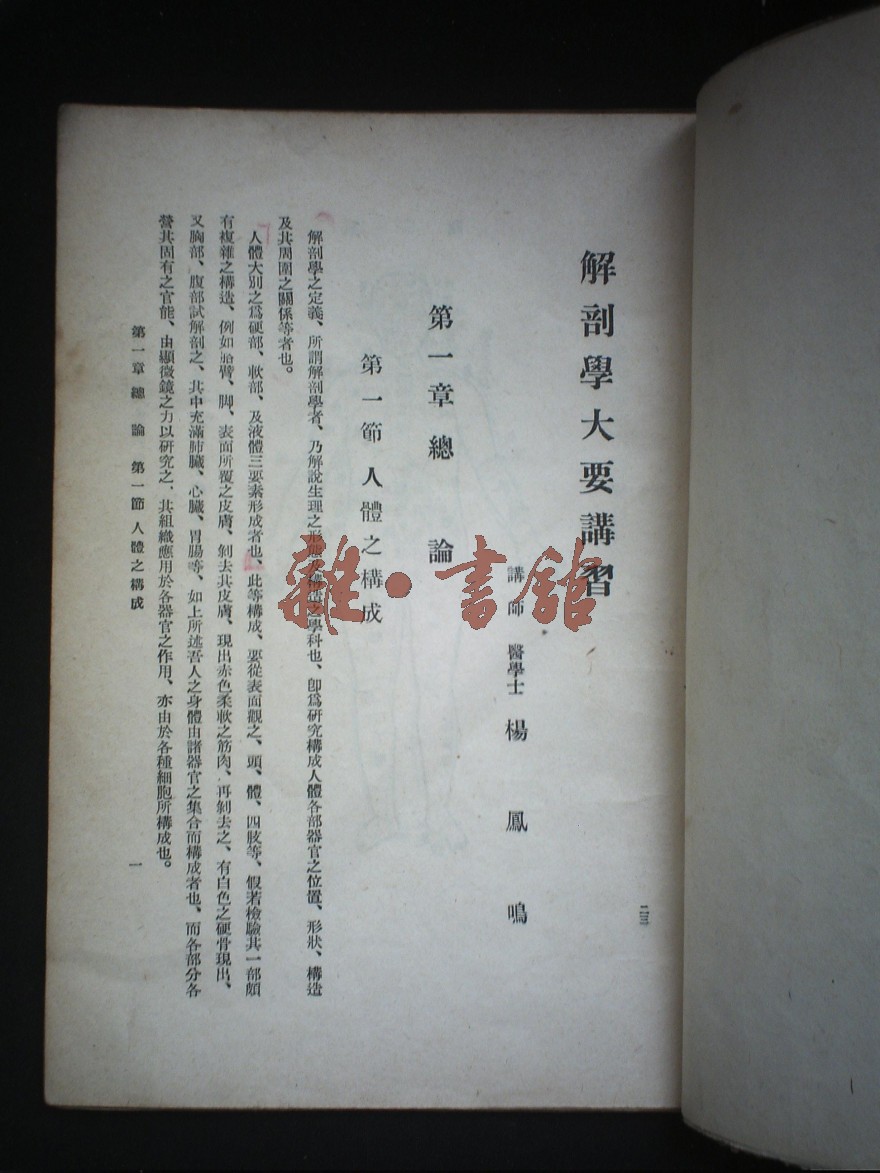 二三
解剖學大要講習
講師 醫學士 楊鳳鳴
第一章 總論
第一節 人體之構成
解剖學之定義、所謂解剖學者、乃解說生理之形態及構造之學科也、卽爲研究構成人體各部器官之位置、形狀、構造
及其周圍之關係等者也。
人體大別之爲硬部、軟部、及液體三要素形成者也、此等構成、要從表面觀之、頭、體、四肢等、假若檢驗其一部頗
有複雜之構造、例如胎臂、脚、表面所覆之皮膚、剝去其皮膚、現出赤色柔軟之筋肉、再剝去之、有白色之硬骨現出、
又胸部、腹部試解剖之、其中充滿肺臟、心臟、胃腸等、如上所述吾人之身體由諸器官之集合而構成者也、而各部分各
營其固有之官能、由顯微鏡之力以硏究之、其組織應用於各器官之作用、亦由於各種細胞所構成也。
第一章 總論 第一節 人體之構成
一
雜·書館